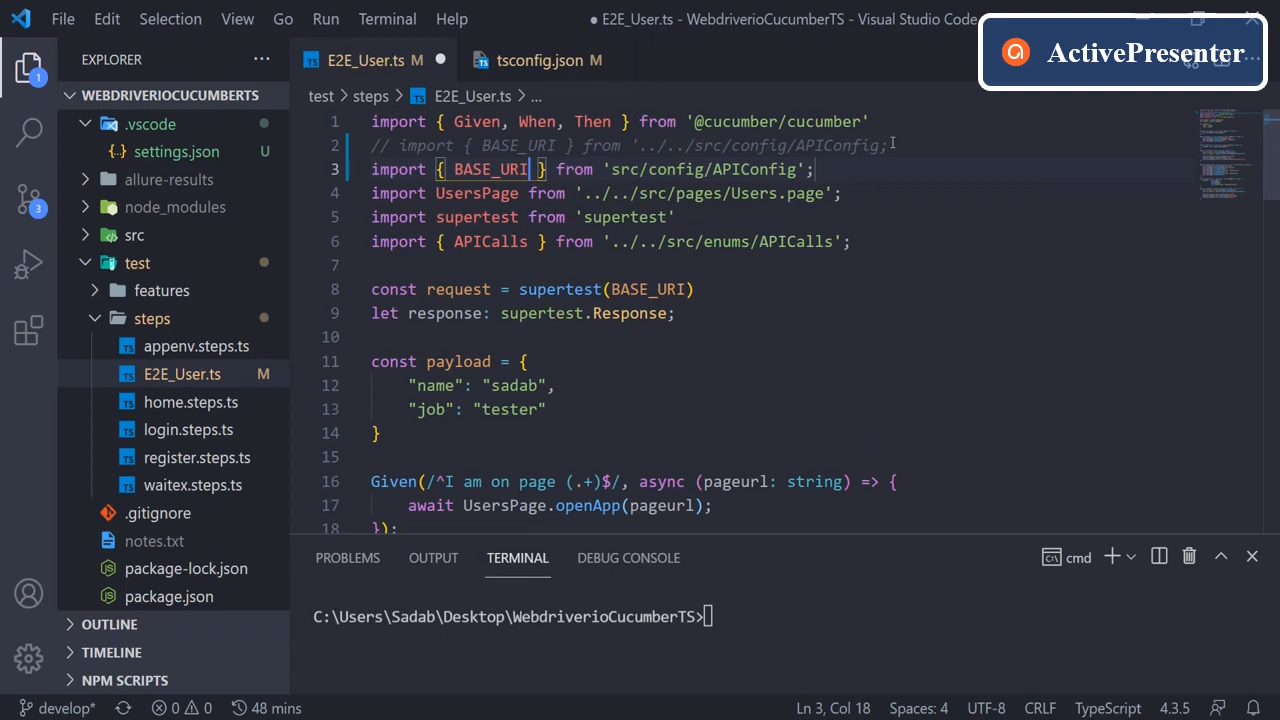 File Edit Selection View Go Run Terminal Help
● E2E_User.ts - WebdriverioCucumberTS - Visual Studio Code
ActivePresenter
EXPLORER
E2E_User.ts M
tsconfig.json M
WEBDRIVERIOCUCUMBERTS
.vscode
settings.json U
allure-results
node_modules
src
test
features
steps
appenv.steps.ts
E2E_User.ts M
home.steps.ts
login.steps.ts
register.steps.ts
waitex.steps.ts
.gitignore
notes.txt
package-lock.json
package.json
OUTLINE
TIMELINE
NPM SCRIPTS
1
3
test > steps > TS E2E_User.ts > ...
1 import { Given, When, Then } from '@cucumber/cucumber'
2 // import { BASE_URI } from '../../src/config/APIConfig;
3 import { BASE_URI } from 'src/config/APIConfig';
4 import UsersPage from '../../src/pages/Users.page';
5 import supertest from 'supertest'
6 import { APICalls } from '../../src/enums/APICalls';
7
8 const request = supertest(BASE_URI)
9 let response: supertest.Response;
10
11 const payload = {
12 "name": "sadab",
13 "job": "tester"
14 }
15
16 Given(/^I am on page (.+)$/, async (pageurl: string) => {
17 await UsersPage.openApp(pageurl);
18 });
PROBLEMS OUTPUT TERMINAL DEBUG CONSOLE
cmd
C:\Users\Sadab\Desktop\WebdriverioCucumberTS>
develop* 0 0 48 mins Ln 3, Col 18 Spaces: 4 UTF-8 CRLF TypeScript 4.3.5